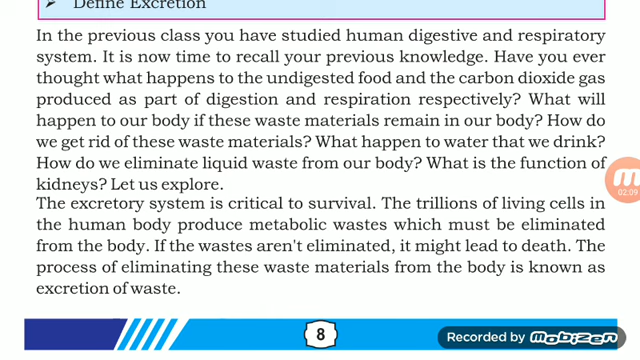 ➤ Define Excretion
In the previous class you have studied human digestive and respiratory
system. It is now time to recall your previous knowledge. Have you ever
thought what happens to the undigested food and the carbon dioxide gas
produced as part of digestion and respiration respectively? What will
happen to our body if these waste materials remain in our body? How do
we get rid of these waste materials? What happen to water that we drink?
How do we eliminate liquid waste from our body? What is the function of
kidneys? Let us explore.
The excretory system is critical to survival. The trillions of living cells in
the human body produce metabolic wastes which must be eliminated
from the body. If the wastes aren't eliminated, it might lead to death. The
process of eliminating these waste materials from the body is known as
excretion of waste.
02:09
8
Recorded by mobizen